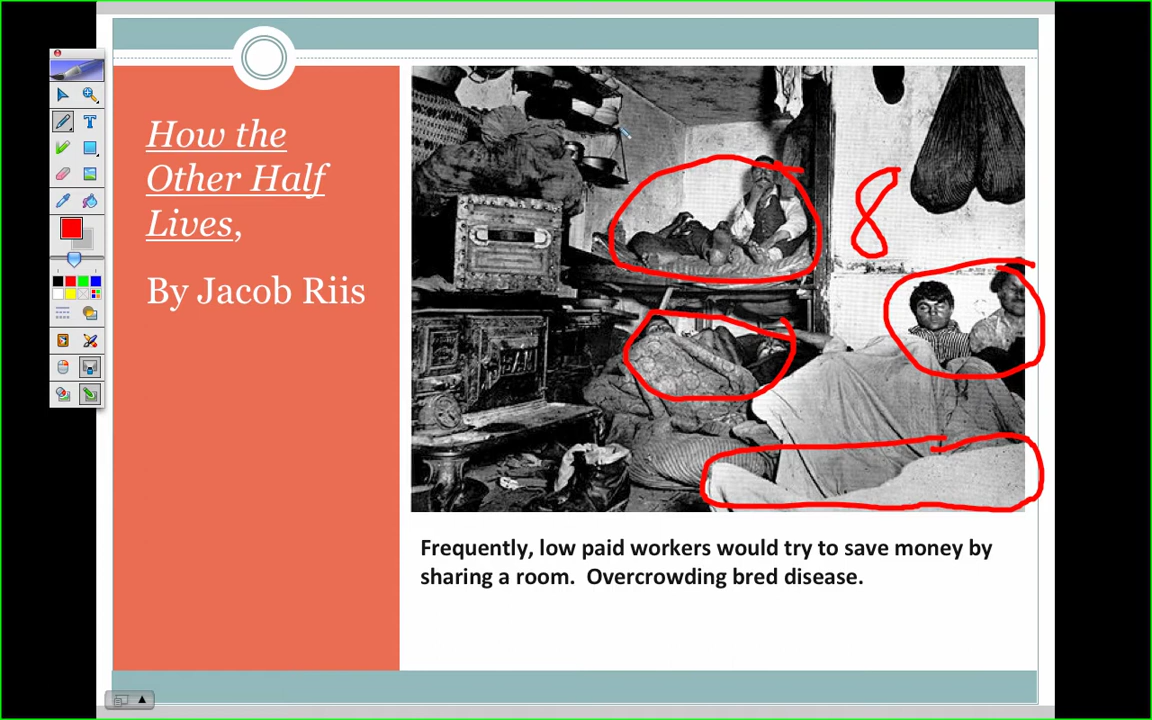 How the
Other Half
Lives,
By Jacob Riis
8
Frequently, low paid workers would try to save money by
sharing a room.  Overcrowding bred disease.